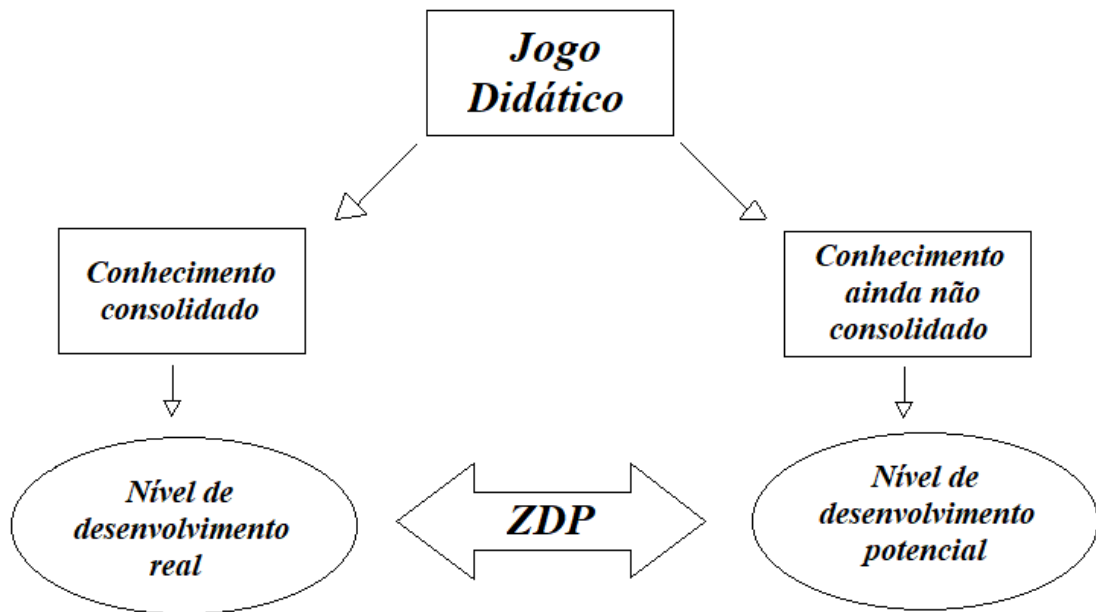 Jogo
Didático
Conhecimento
consolidado
Conhecimento
ainda não
consolidado
Nível de
desenvolvimento
real
ZDP
Nível de
desenvolvimento
potencial